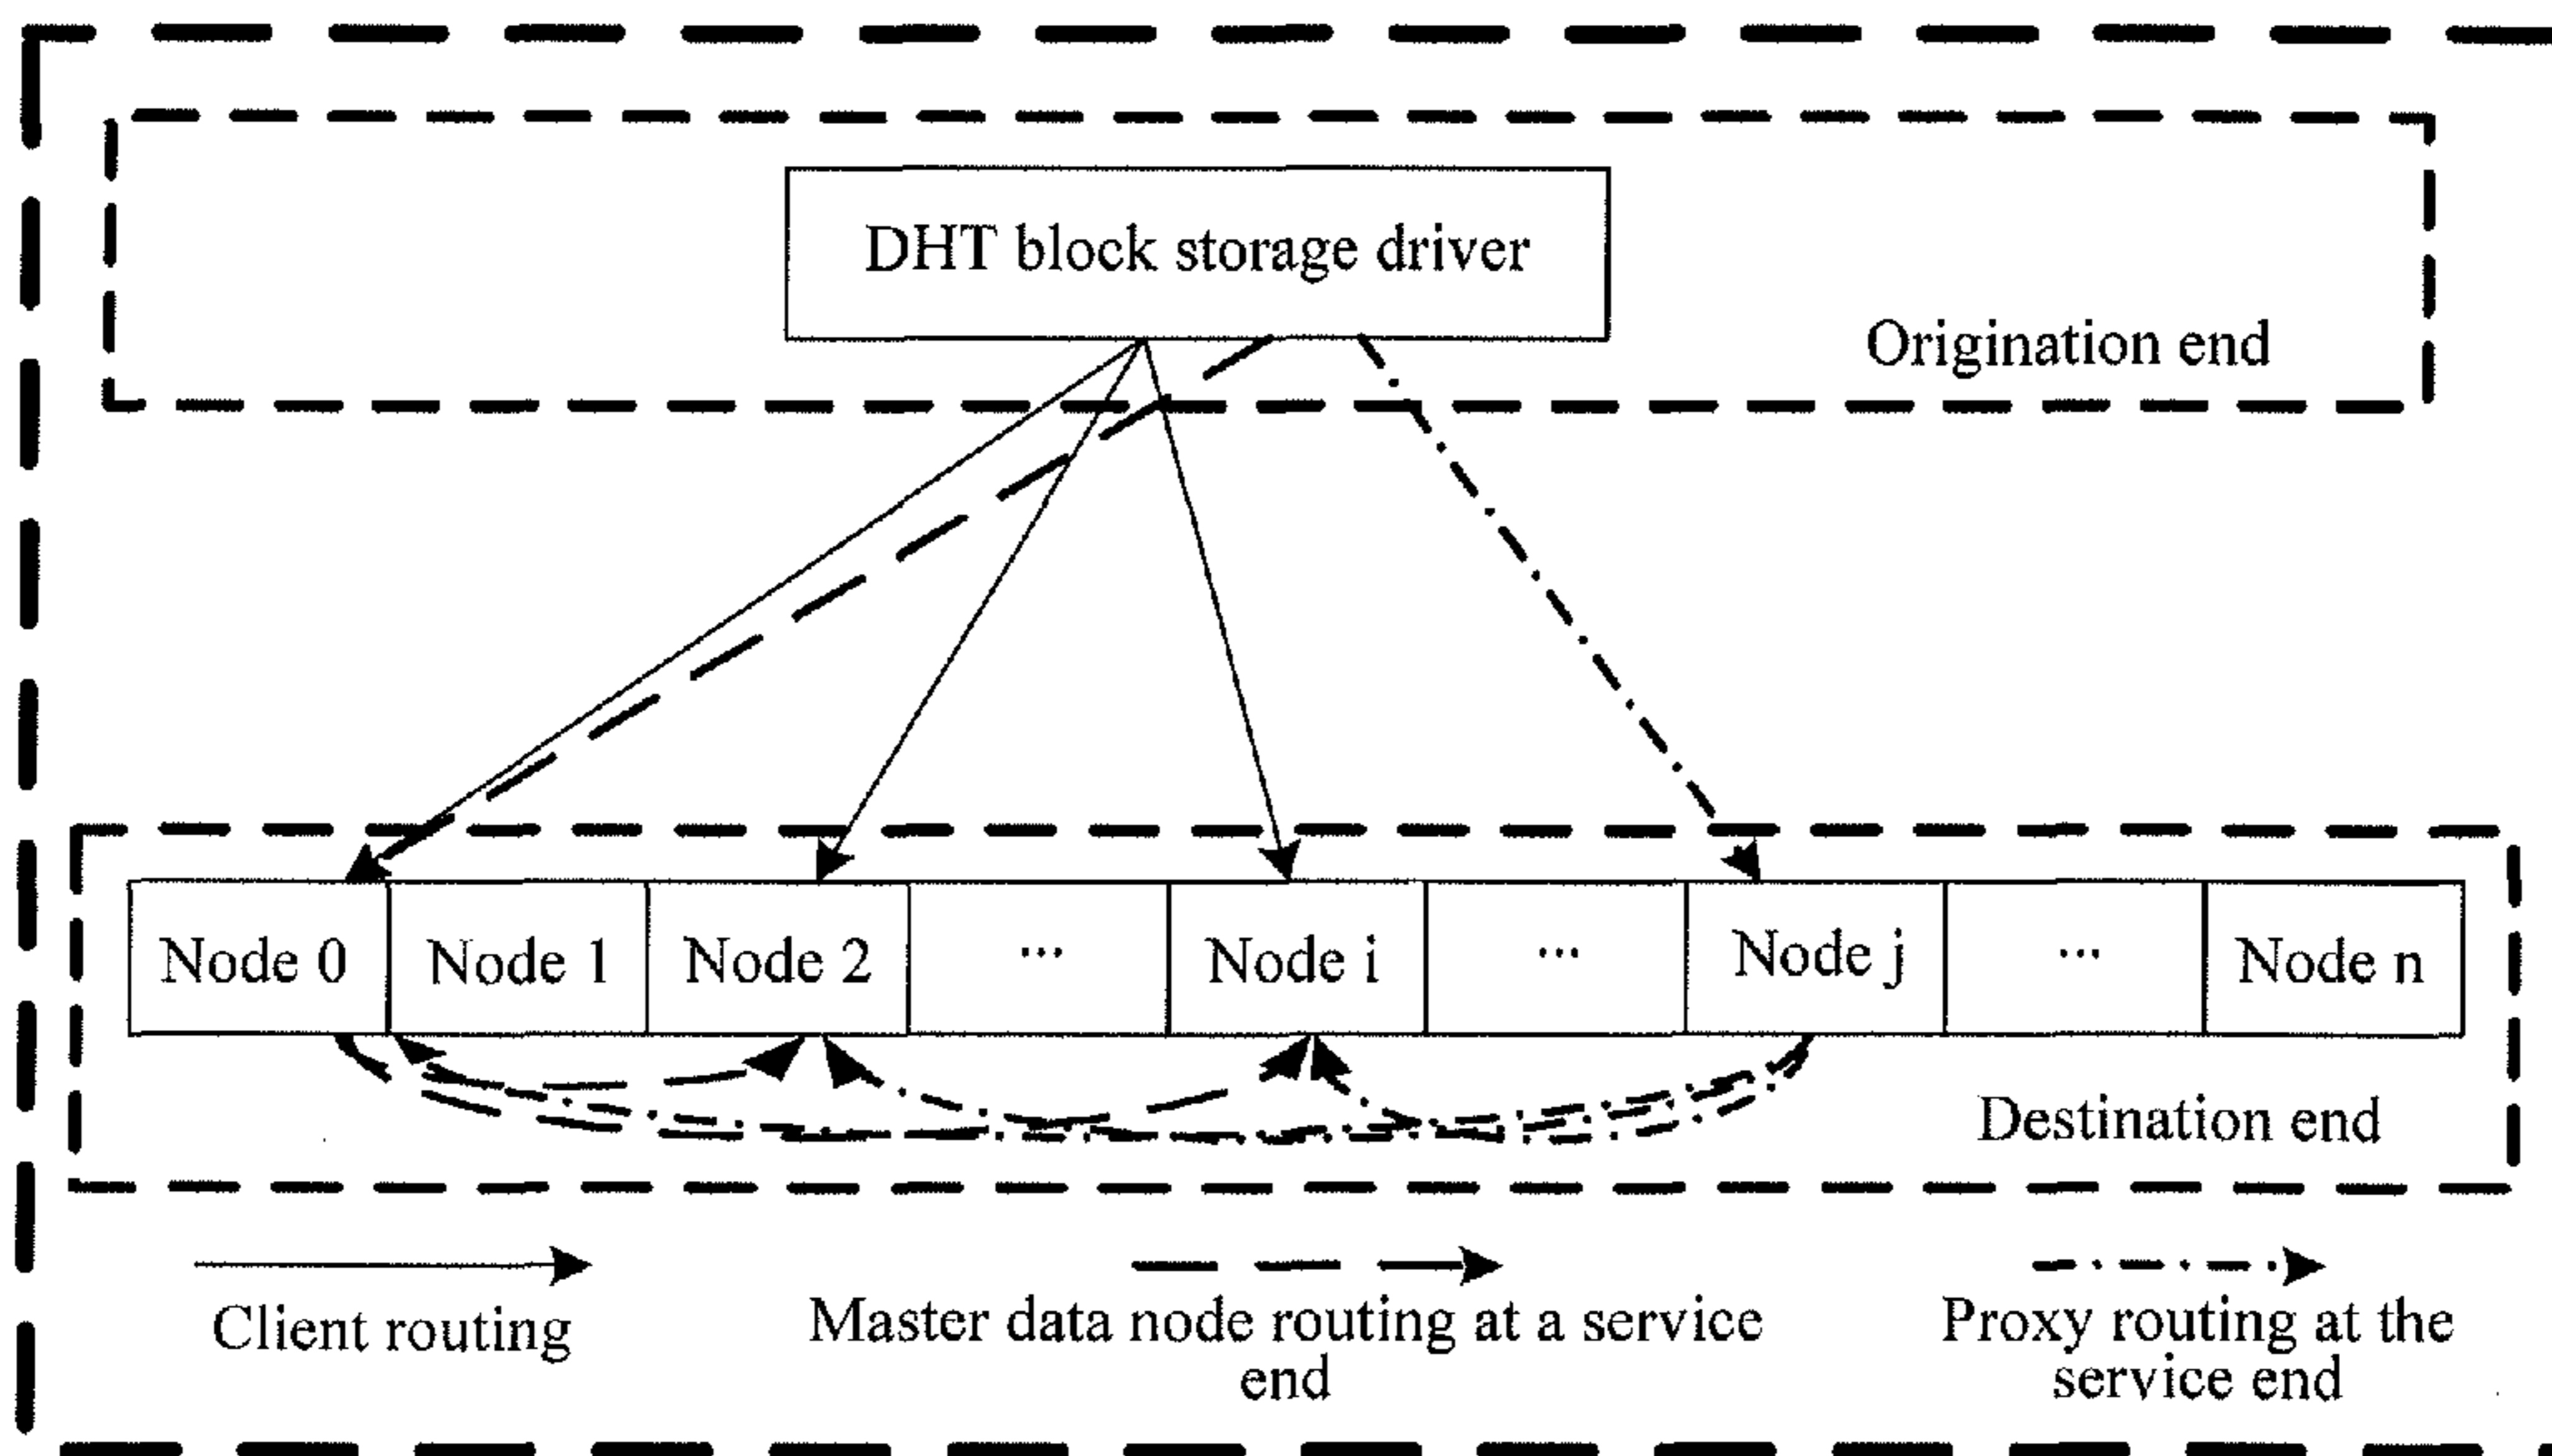 DHT block storage driver
Origination end
Node 0 Node 1 Node 2 ... Node i ... Node j ... Node n
Destination end
Client routing
Master data node routing at a service
end
Proxy routing at the
service end